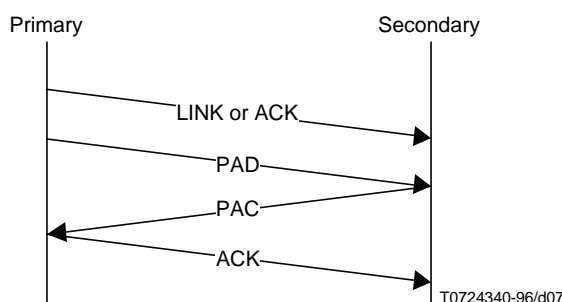 Primary Secondary
LINK or ACK
PAD
PAC
ACK
T0724340-96/d07